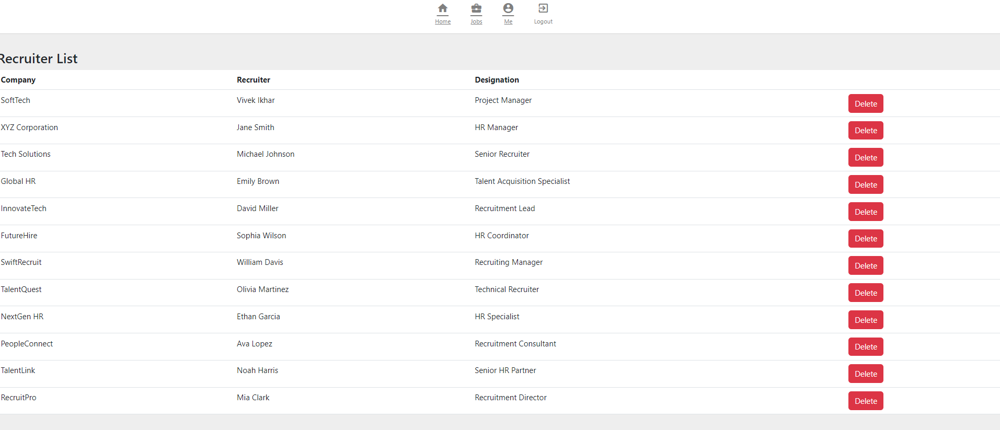 Home Jobs Me Logout
Recruiter List
Company Recruiter Designation
SoftTech Vivek Ikhar Project Manager Delete
XYZ Corporation Jane Smith HR Manager Delete
Tech Solutions Michael Johnson Senior Recruiter Delete
Global HR Emily Brown Talent Acquisition Specialist Delete
InnovateTech David Miller Recruitment Lead Delete
FutureHire Sophia Wilson HR Coordinator Delete
SwiftRecruit William Davis Recruiting Manager Delete
TalentQuest Olivia Martinez Technical Recruiter Delete
NextGen HR Ethan Garcia HR Specialist Delete
PeopleConnect Ava Lopez Recruitment Consultant Delete
TalentLink Noah Harris Senior HR Partner Delete
RecruitPro Mia Clark Recruitment Director Delete